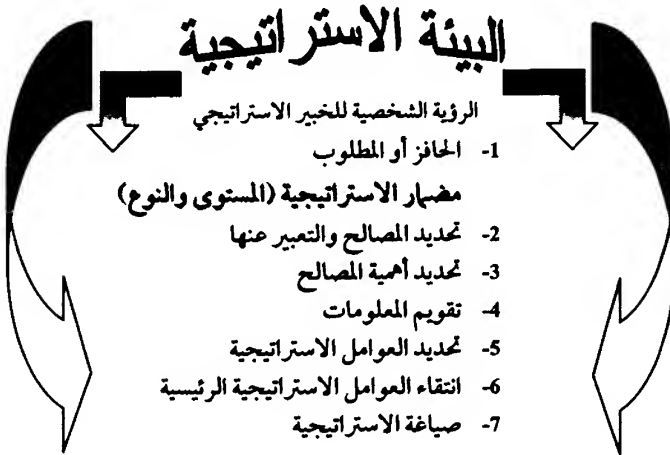 البيئة الاستراتيجية
الرؤية الشخصية للخبير الاستراتيجي
1- الحافز أو المطلوب
مضمار الاستراتيجية (المستوى والنوع)
2- تحديد المصالح والتعبير عنها
3- تحديد أهمية المصالح
4- تقويم المعلومات
5- تحديد العوامل الاستراتيجية
6- انتقاء العوامل الاستراتيجية الرئيسية
7- صياغة الاستراتيجية